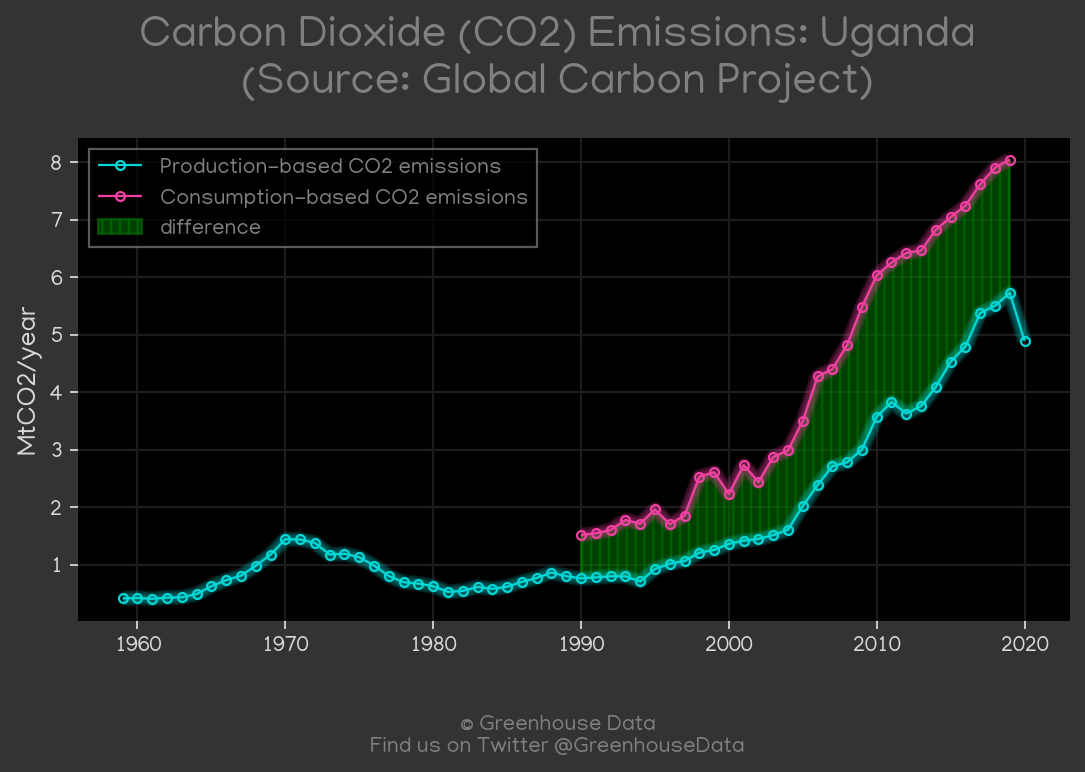 Carbon Dioxide (CO2) Emissions: Uganda
(Source: Global Carbon Project)
Production-based CO2 emissions
Consumption-based CO2 emissions
difference
MtCO2/year
8
7
6
5
4
3
2
1
1960 1970 1980 1990 2000 2010 2020
© Greenhouse Data
Find us on Twitter @GreenhouseData